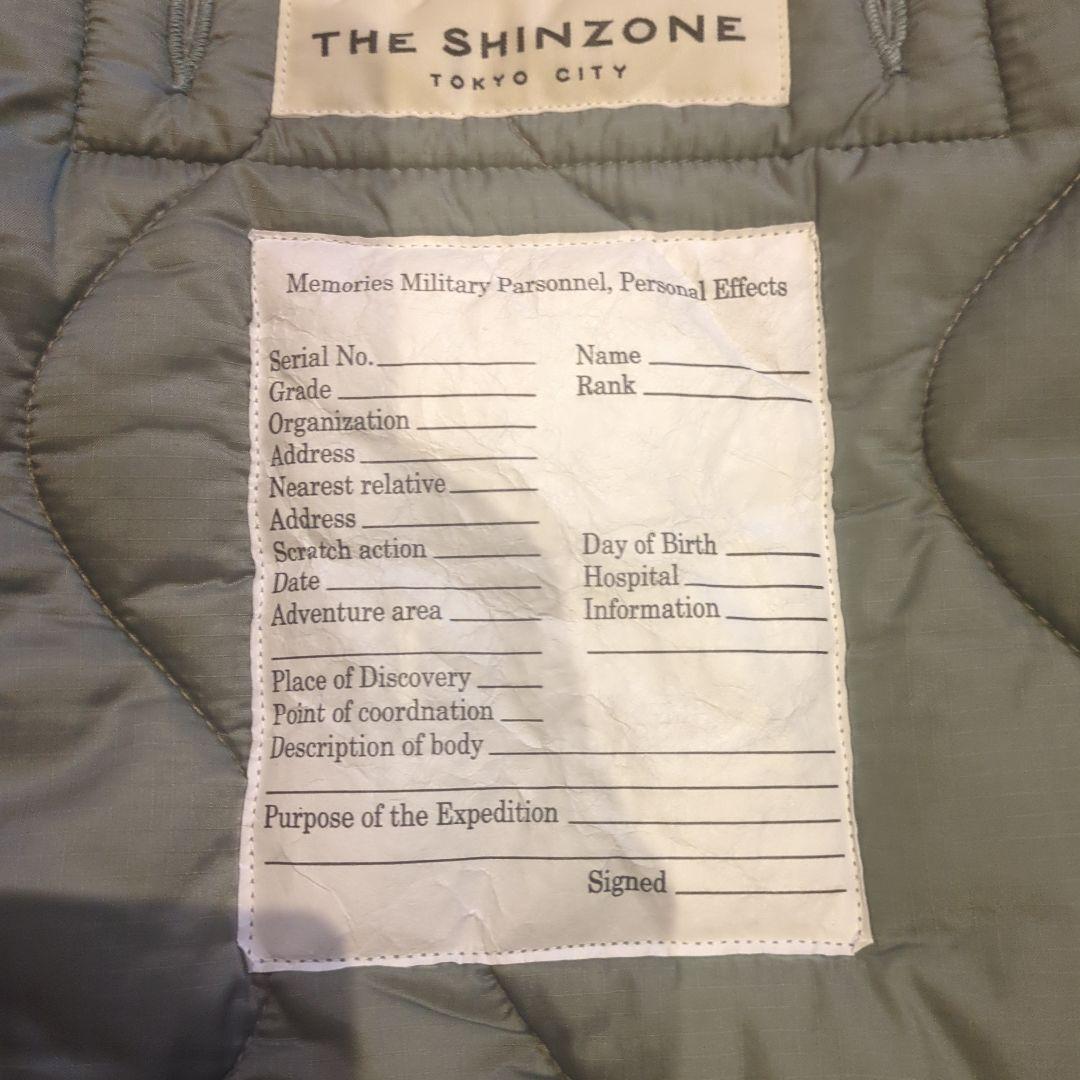 THE SHINZONE
TOKYO CITY
Memories Military Parsonnel, Personal Effects
Serial No. Name
Grade Rank
Organization
Address
Nearest relative
Address
Scratch action Day of Birth
Date Hospital
Adventure area Information
Place of Discovery
Point of coordnation
Description of body
Purpose of the Expedition
Signed